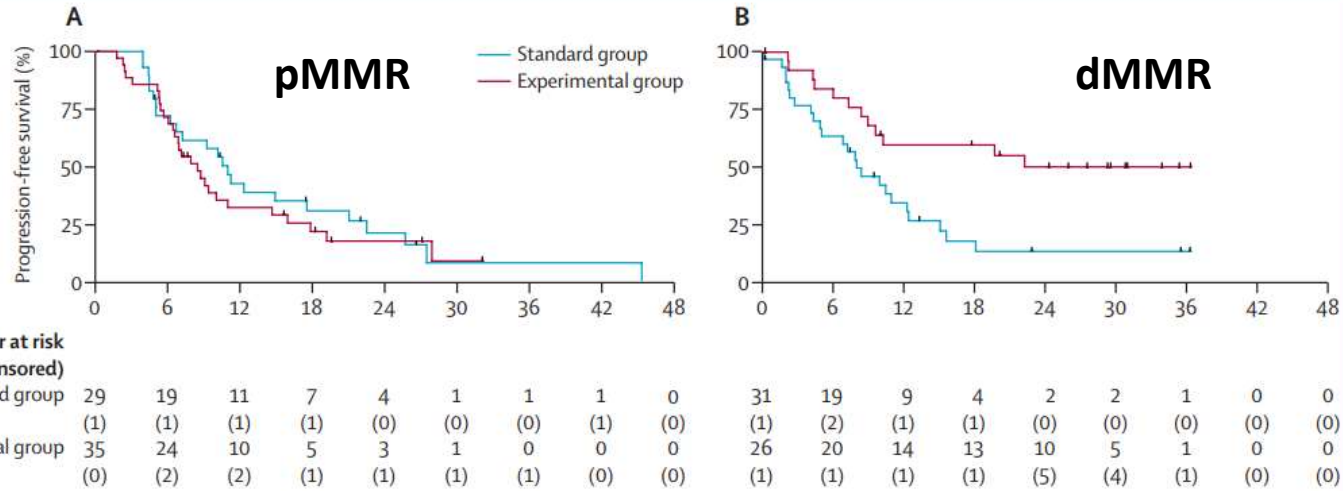 A
B
100
75
50
25
0
Progression-free survival (%)
pMMR
Standard group
Experimental group
0 6 12 18 24 30 36 42 48
100
75
50
25
0
dMMR
0 6 12 18 24 30 36 42 48
r at risk
nsored)
d group 29 19 11 7 4 1 1 1 0 31 19 9 4 2 2 1 0 0
(1) (1) (1) (1) (0) (0) (0) (1) (0) (1) (2) (1) (1) (0) (0) (1) (0) (0)
al group 35 24 10 5 3 1 0 0 0 26 20 14 13 10 5 1 0 0
(0) (2) (2) (1) (1) (1) (1) (0) (0) (1) (1) (1) (1) (5) (4) (1) (0) (0)